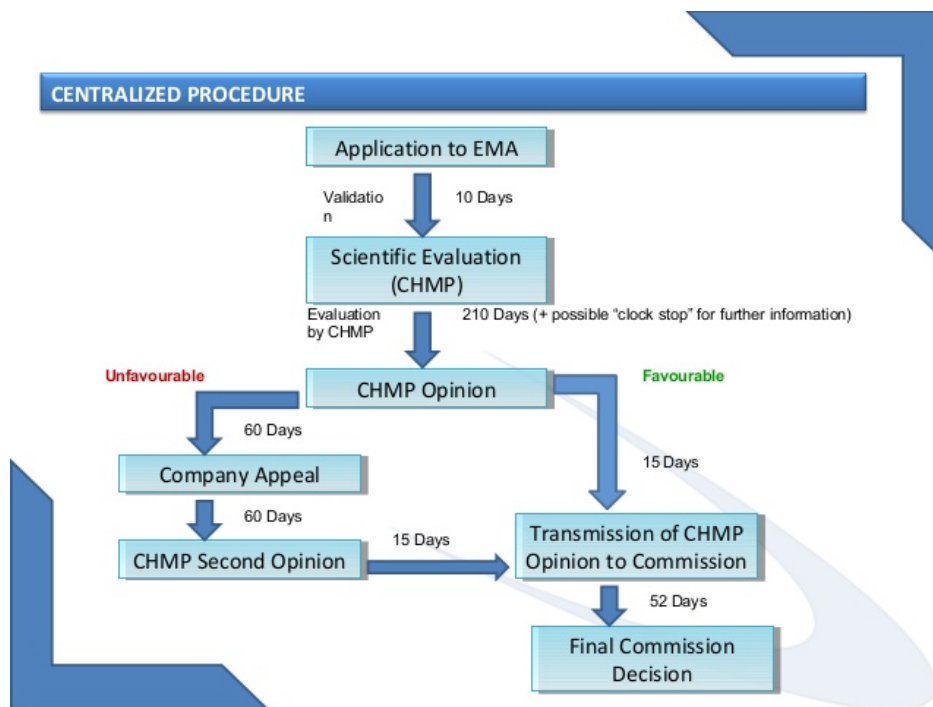 CENTRALIZED PROCEDURE
Application to EMA
Validatio
n
10 Days
Scientific Evaluation
(CHMP)
Evaluation
by CHMP
210 Days (+ possible “clock stop” for further information)
Unfavourable
CHMP Opinion
Favourable
60 Days
Company Appeal
15 Days
60 Days
CHMP Second Opinion
15 Days
Transmission of CHMP
Opinion to Commission
52 Days
Final Commission
Decision